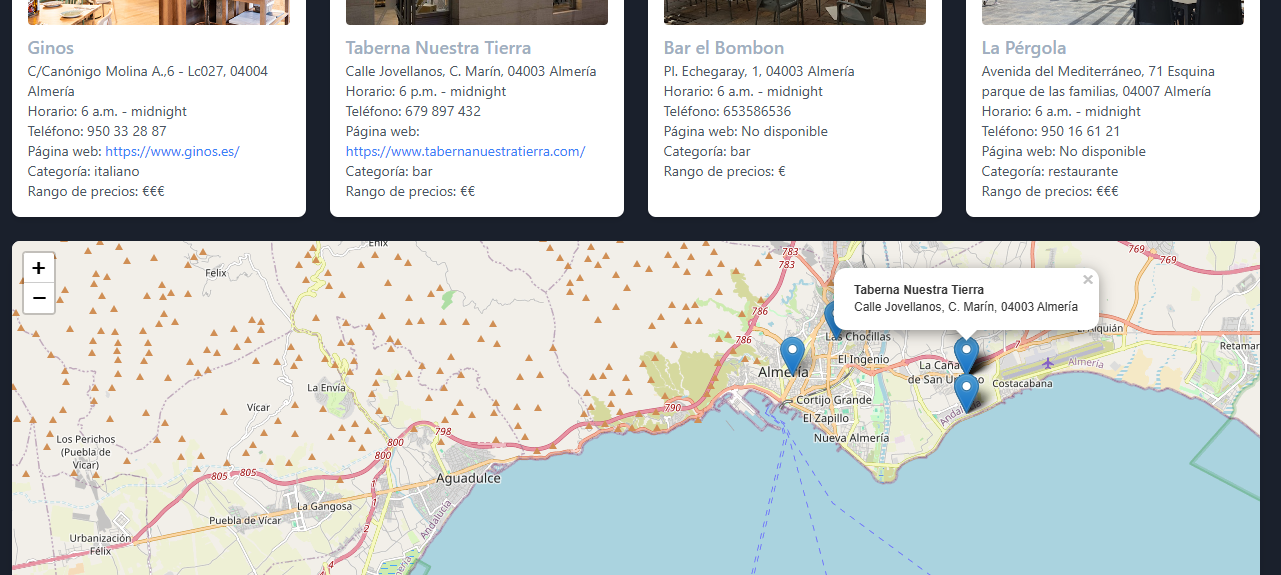 Ginos
C/Canónigo Molina A.,6 - Lc027, 04004
Almería
Horario: 6 a.m. - midnight
Teléfono: 950 33 28 87
Página web: https://www.ginos.es/
Categoría: italiano
Rango de precios: €€€
Taberna Nuestra Tierra
Calle Jovellanos, C. Marín, 04003 Almería
Horario: 6 p.m. - midnight
Teléfono: 679 897 432
Página web:
https://www.tabernanuestratierra.com/
Categoría: bar
Rango de precios: €€
Bar el Bombon
Pl. Echegaray, 1, 04003 Almería
Horario: 6 a.m. - midnight
Teléfono: 653586536
Página web: No disponible
Categoría: bar
Rango de precios: €
La Pérgola
Avenida del Mediterráneo, 71 Esquina
parque de las familias, 04007 Almería
Horario: 6 a.m. - midnight
Teléfono: 950 16 61 21
Página web: No disponible
Categoría: restaurante
Rango de precios: €€€
+
−
Enix
Felix
783
783
769
769
Taberna Nuestra Tierra
×
Calle Jovellanos, C. Marín, 04003 Almería
786
786
Las Chocillas
El Alquián
Retamar
El Ingenio
Almería
Almería
La Caña
de San U
Costacabana
La Envía
Vícar
790
Cortijo Grande
El Zapillo
Nueva Almería
Los Perichos
(Puebla de
Vícar)
800
798
800
805
805
Aguadulce
La Gangosa
Puebla de Vícar
Andalucía
2
1
Urbanización
Félix